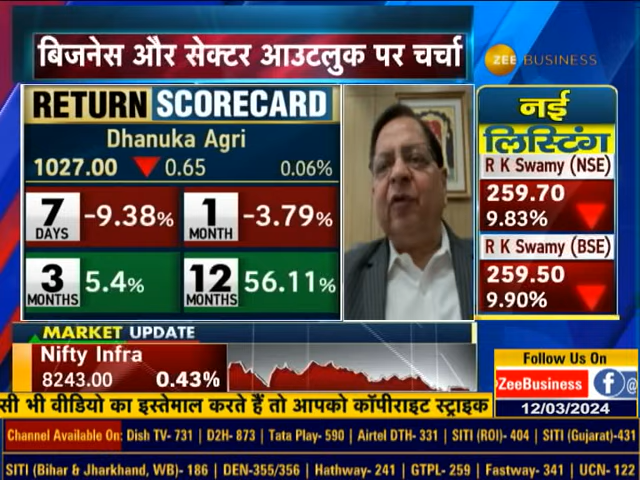 बिजनेस और सेक्टर आउटलुक पर चर्चा
ZEE BUSINESS
RETURN SCORECARD
Dhanuka Agri
1027.00 0.65 0.06%
7 DAYS -9.38%
1 MONTH -3.79%
3 MONTHS 5.4%
12 MONTHS 56.11%
नई
लिस्टिंग
R K Swamy (NSE)
259.70
9.83%
R K Swamy (BSE)
259.50
9.90%
MARKET UPDATE
Nifty Infra
8243.00 0.43%
Follow Us On
ZeeBusiness f @
12/03/2024
सी भी वीडियो का इस्तेमाल करते हैं तो आपको कॉपीराइट स्ट्राइक
Channel Available On: Dish TV- 731 | D2H- 873 | Tata Play- 590 | Airtel DTH- 331 | SITI (ROI)- 404 | SITI (Gujarat)-431
SITI (Bihar & Jharkhand, WB)- 186 | DEN-355/356 | Hathway- 241 | GTPL- 259 | Fastway- 341 | UCN- 122